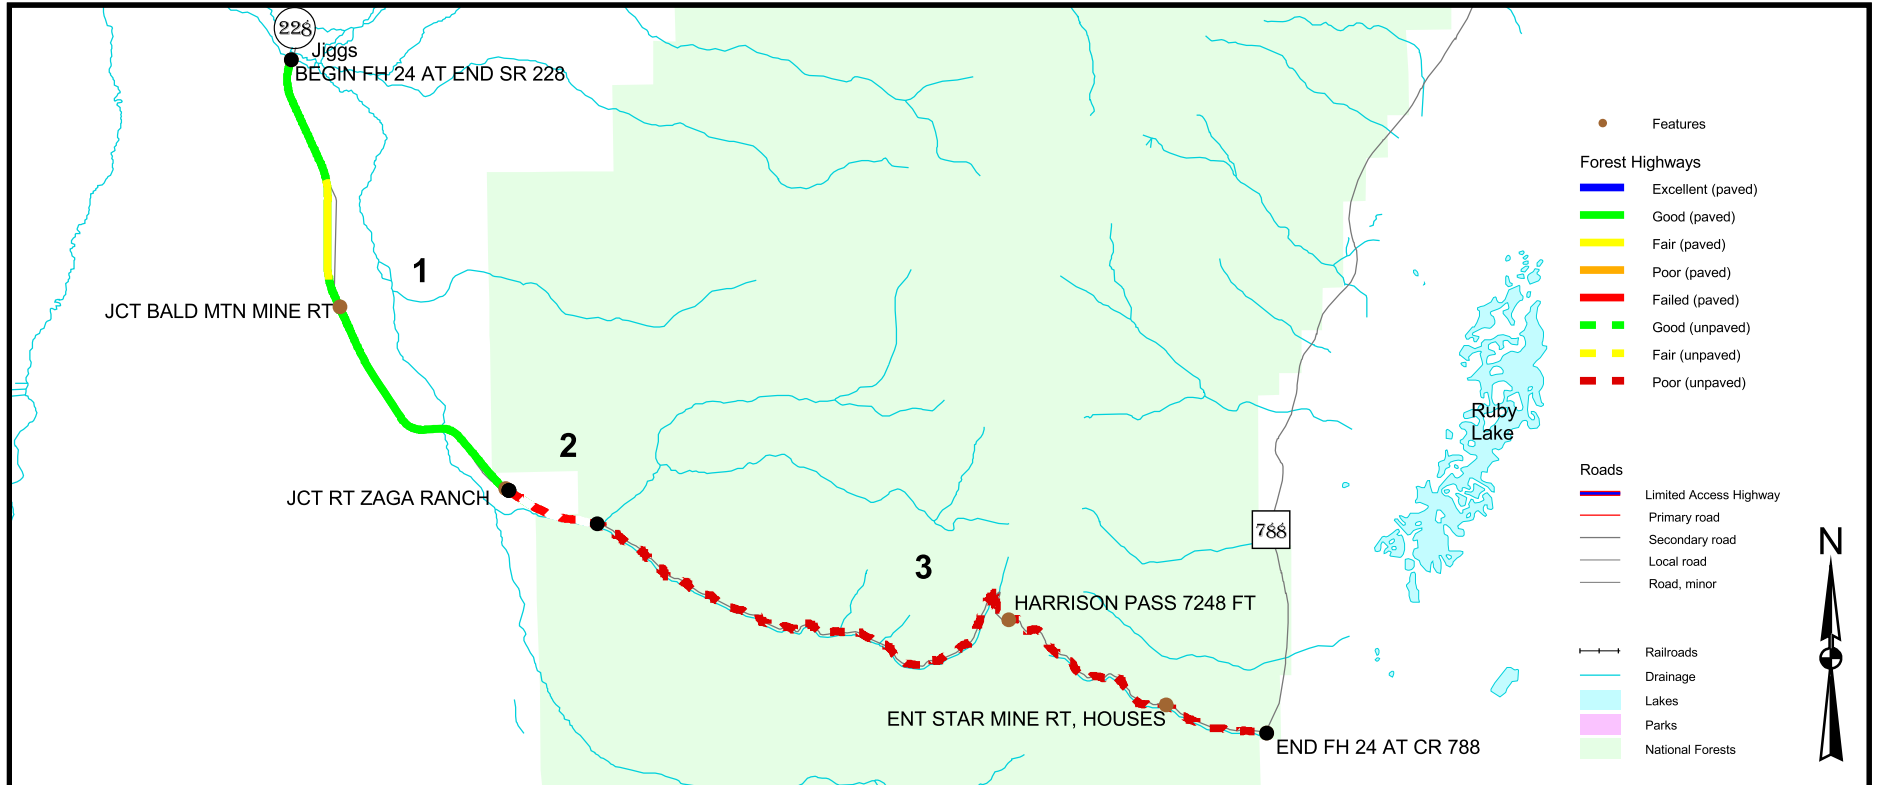 228
Jiggs
BEGIN FH 24 AT END SR 228
1
JCT BALD MTN MINE RT
2
JCT RT ZAGA RANCH
3
HARRISON PASS 7248 FT
ENT STAR MINE RT, HOUSES
END FH 24 AT CR 788
788
Ruby
Lake
Features
Forest Highways
Excellent (paved)
Good (paved)
Fair (paved)
Poor (paved)
Failed (paved)
Good (unpaved)
Fair (unpaved)
Poor (unpaved)
Roads
Limited Access Highway
Primary road
Secondary road
Local road
Road, minor
Railroads
Drainage
Lakes
Parks
National Forests
N